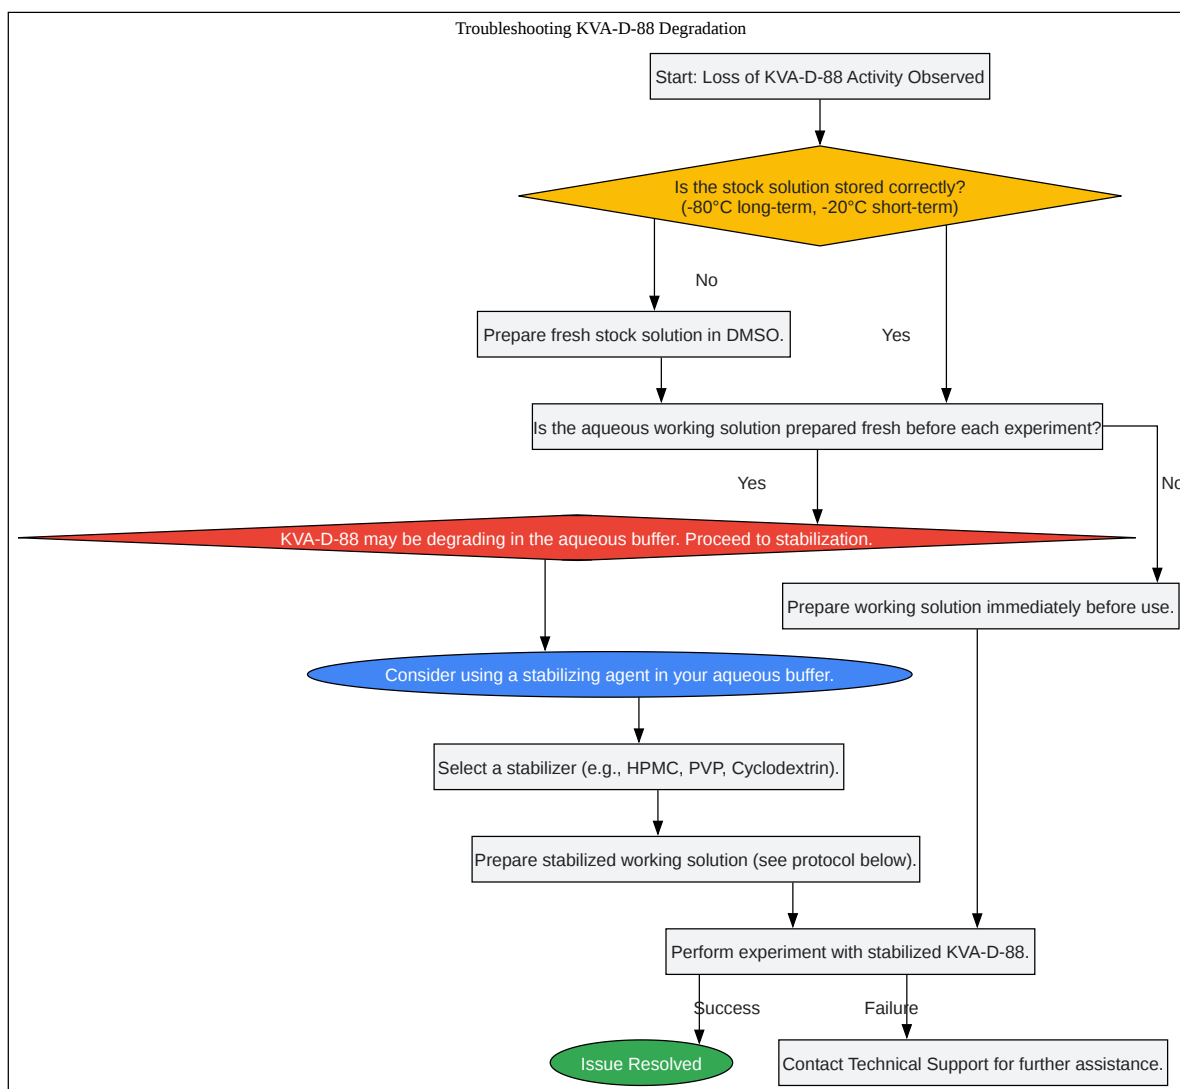 Troubleshooting KVA-D-88 Degradation
Start: Loss of KVA-D-88 Activity Observed
Is the stock solution stored correctly?
(-80°C long-term, -20°C short-term)
No
Prepare fresh stock solution in DMSO.
Yes
Is the aqueous working solution prepared fresh before each experiment?
Yes
No
KVA-D-88 may be degrading in the aqueous buffer. Proceed to stabilization.
Prepare working solution immediately before use.
Consider using a stabilizing agent in your aqueous buffer.
Select a stabilizer (e.g., HPMC, PVP, Cyclodextrin).
Prepare stabilized working solution (see protocol below).
Perform experiment with stabilized KVA-D-88.
Success
Failure
Issue Resolved
Contact Technical Support for further assistance.